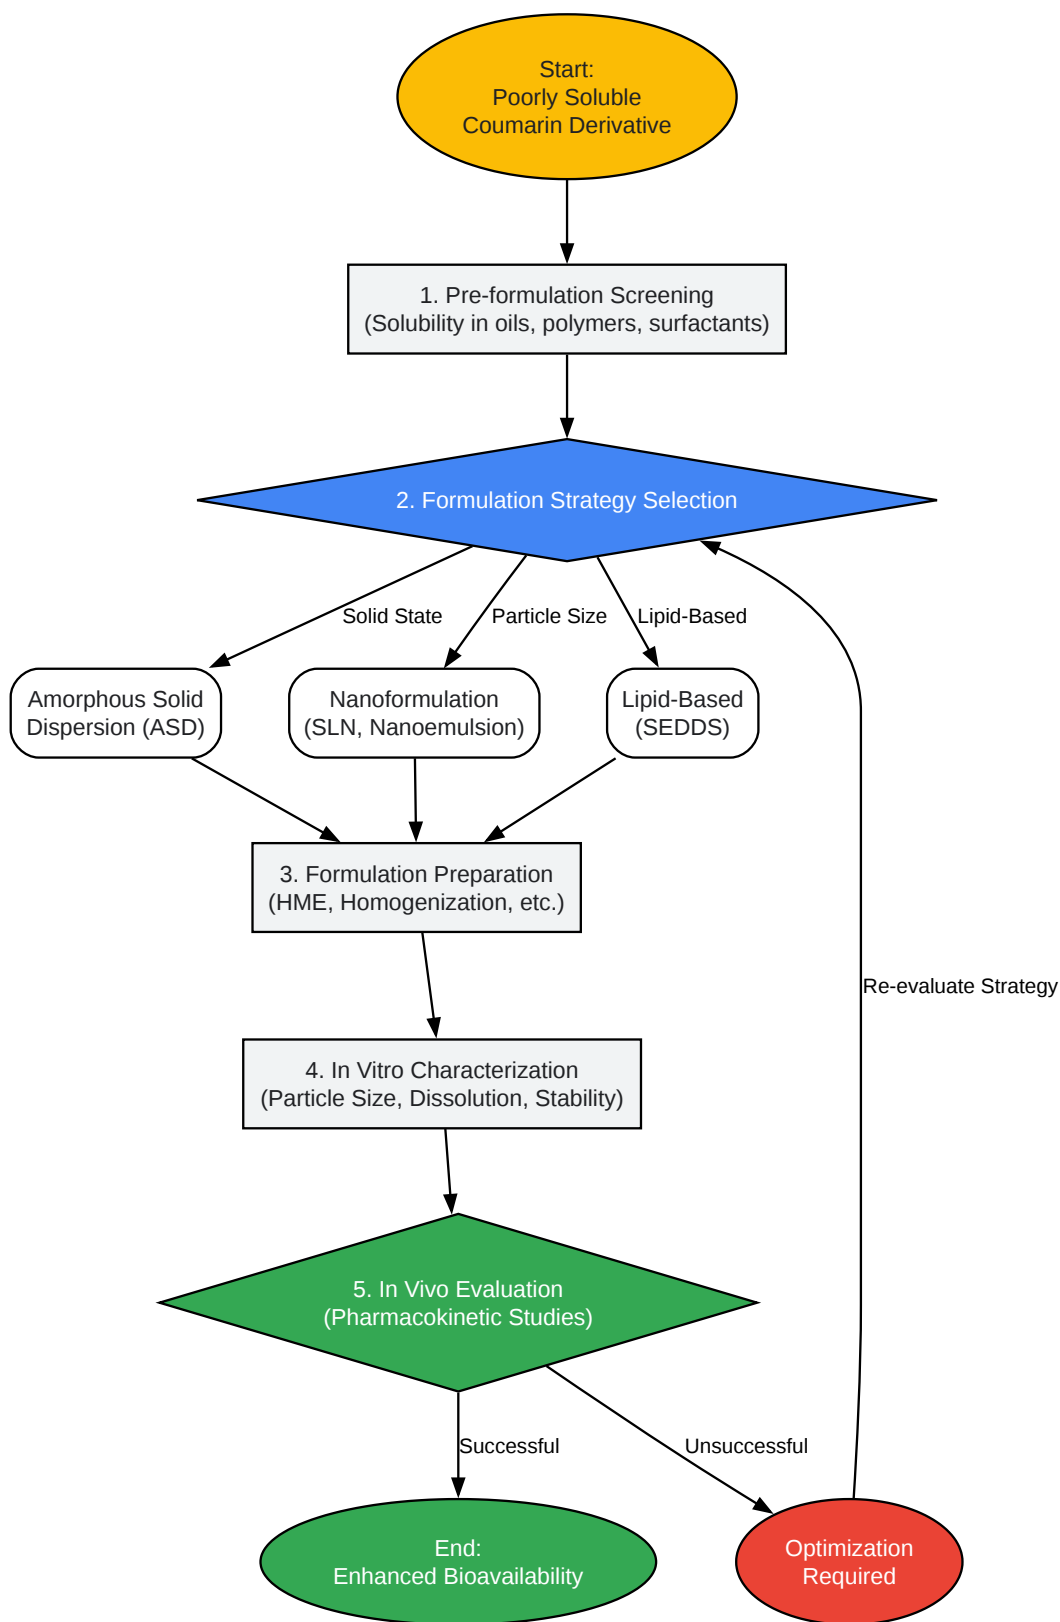 Start:
Poorly Soluble
Coumarin Derivative
1. Pre-formulation Screening
(Solubility in oils, polymers, surfactants)
2. Formulation Strategy Selection
Solid State
Particle Size
Lipid-Based
Amorphous Solid
Dispersion (ASD)
Nanoformulation
(SLN, Nanoemulsion)
Lipid-Based
(SEDDS)
3. Formulation Preparation
(HME, Homogenization, etc.)
Re-evaluate Strategy
4. In Vitro Characterization
(Particle Size, Dissolution, Stability)
5. In Vivo Evaluation
(Pharmacokinetic Studies)
Successful
Unsuccessful
End:
Enhanced Bioavailability
Optimization
Required